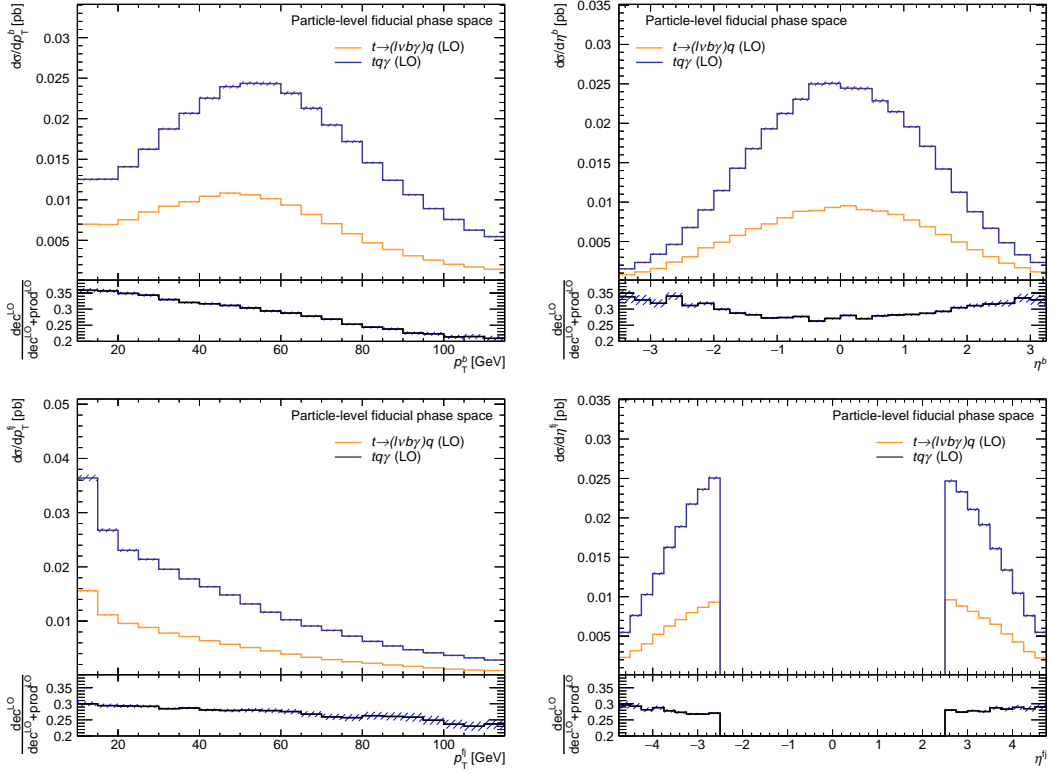 dσ/dp_T^b [pb]
Particle-level fiducial phase space
t→(lνbγ)q (LO)
tqγ (LO)
0.03
0.025
0.02
0.015
0.01
0.005
dec^LO
dec^LO+prod^LO
0.35
0.3
0.25
0.2
20 40 60 80 100
p_T^b [GeV]
dσ/dη^b [pb]
Particle-level fiducial phase space
t→(lνbγ)q (LO)
tqγ (LO)
0.035
0.03
0.025
0.02
0.015
0.01
0.005
dec^LO
dec^LO+prod^LO
0.35
0.3
0.25
0.2
−3 −2 −1 0 1 2 3
η^b
dσ/dp_T^fj [pb]
Particle-level fiducial phase space
t→(lνbγ)q (LO)
tqγ (LO)
0.05
0.04
0.03
0.02
0.01
dec^LO
dec^LO+prod^LO
0.35
0.3
0.25
0.2
20 40 60 80 100
p_T^fj [GeV]
dσ/dη^fj [pb]
Particle-level fiducial phase space
t→(lνbγ)q (LO)
tqγ (LO)
0.035
0.03
0.025
0.02
0.015
0.01
0.005
dec^LO
dec^LO+prod^LO
0.35
0.3
0.25
0.2
−4 −3 −2 −1 0 1 2 3 4
η^fj